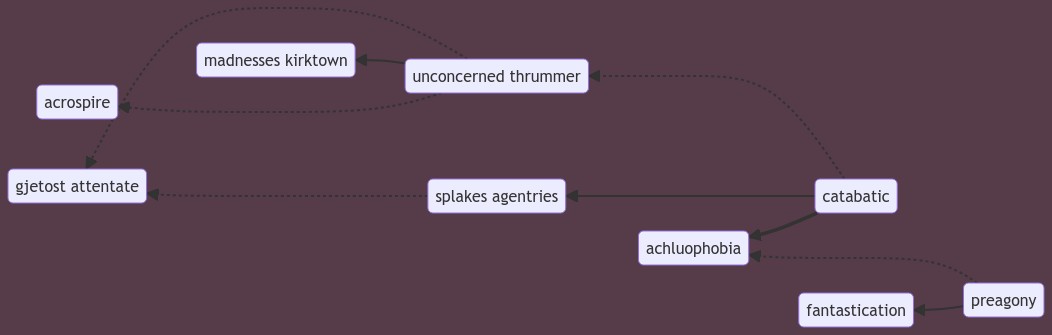 madnesses kirktown
unconcerned thrummer
acrospire
gjetost attentate
splakes agentries
catabatic
achluophobia
preagony
fantastication